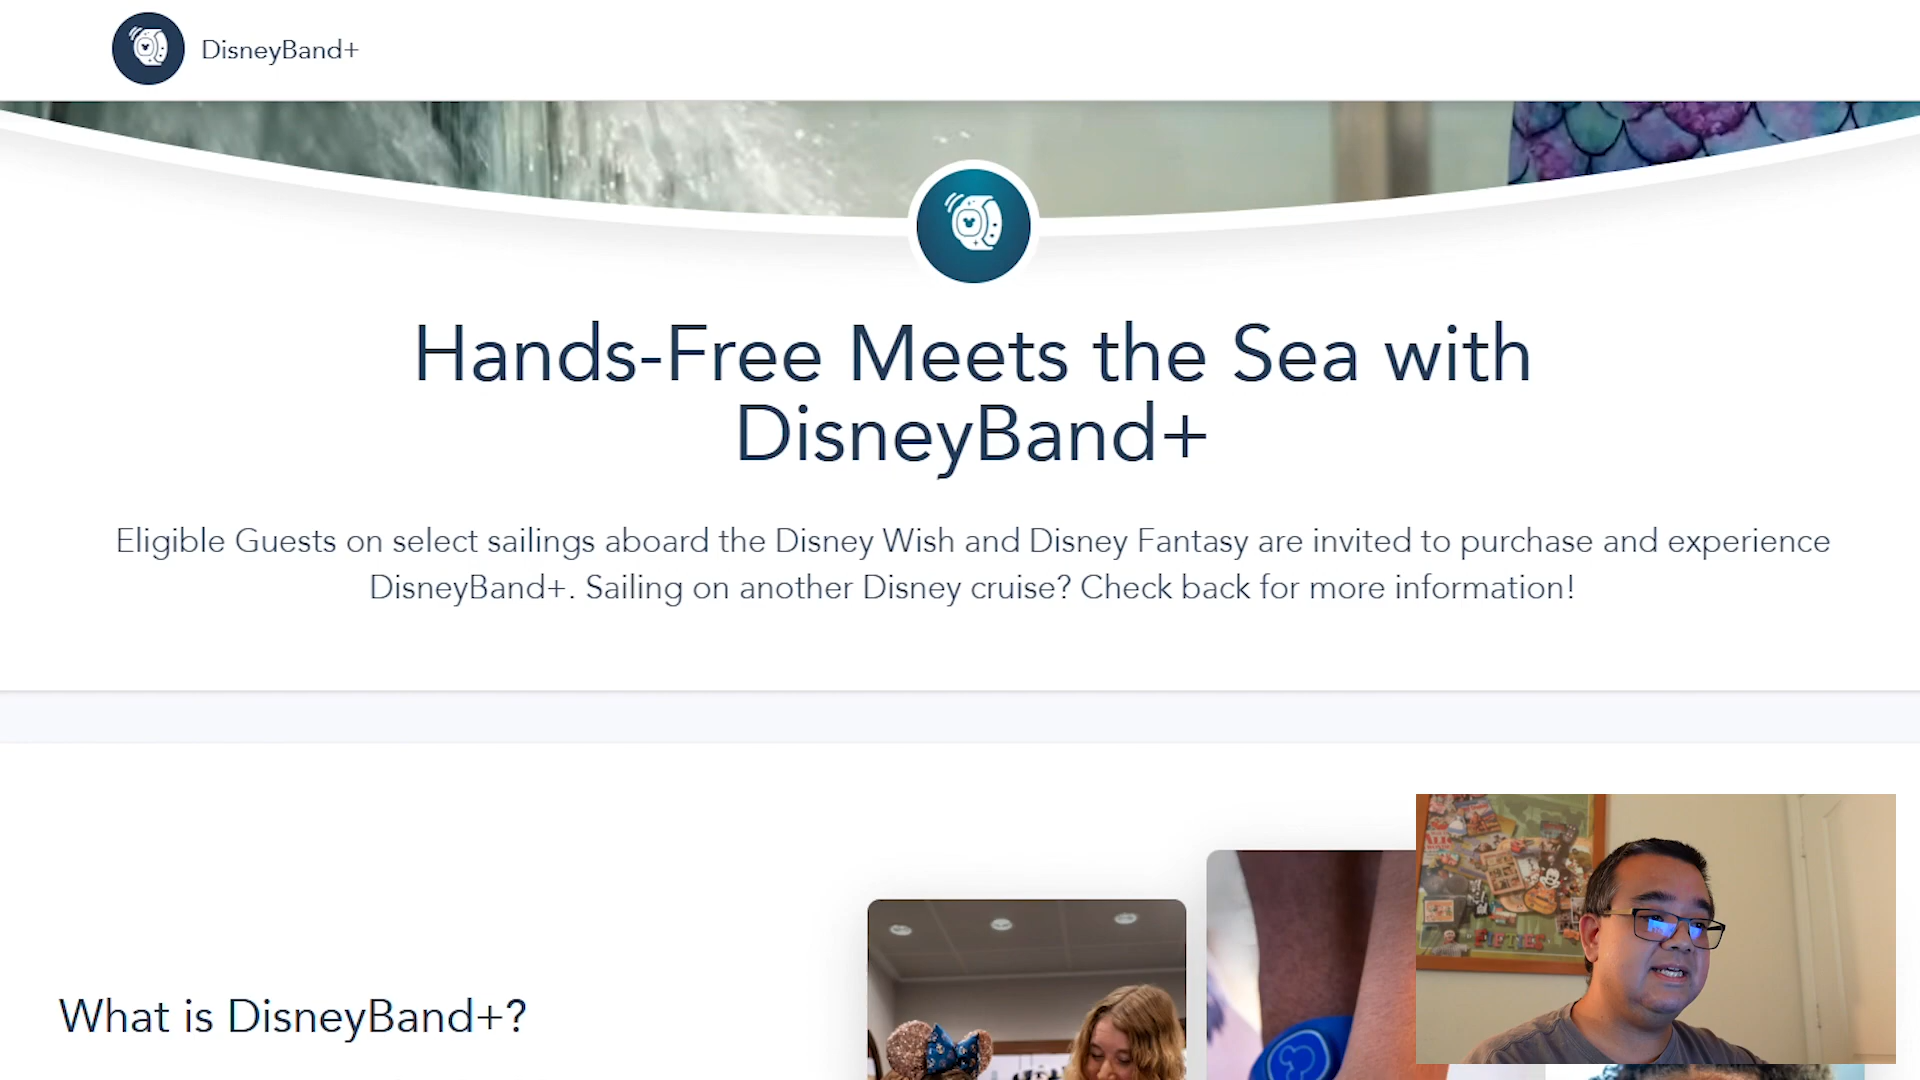 DisneyBand+
Hands-Free Meets the Sea with
DisneyBand+
Eligible Guests on select sailings aboard the Disney Wish and Disney Fantasy are invited to purchase and experience
DisneyBand+. Sailing on another Disney cruise? Check back for more information!
What is DisneyBand+?